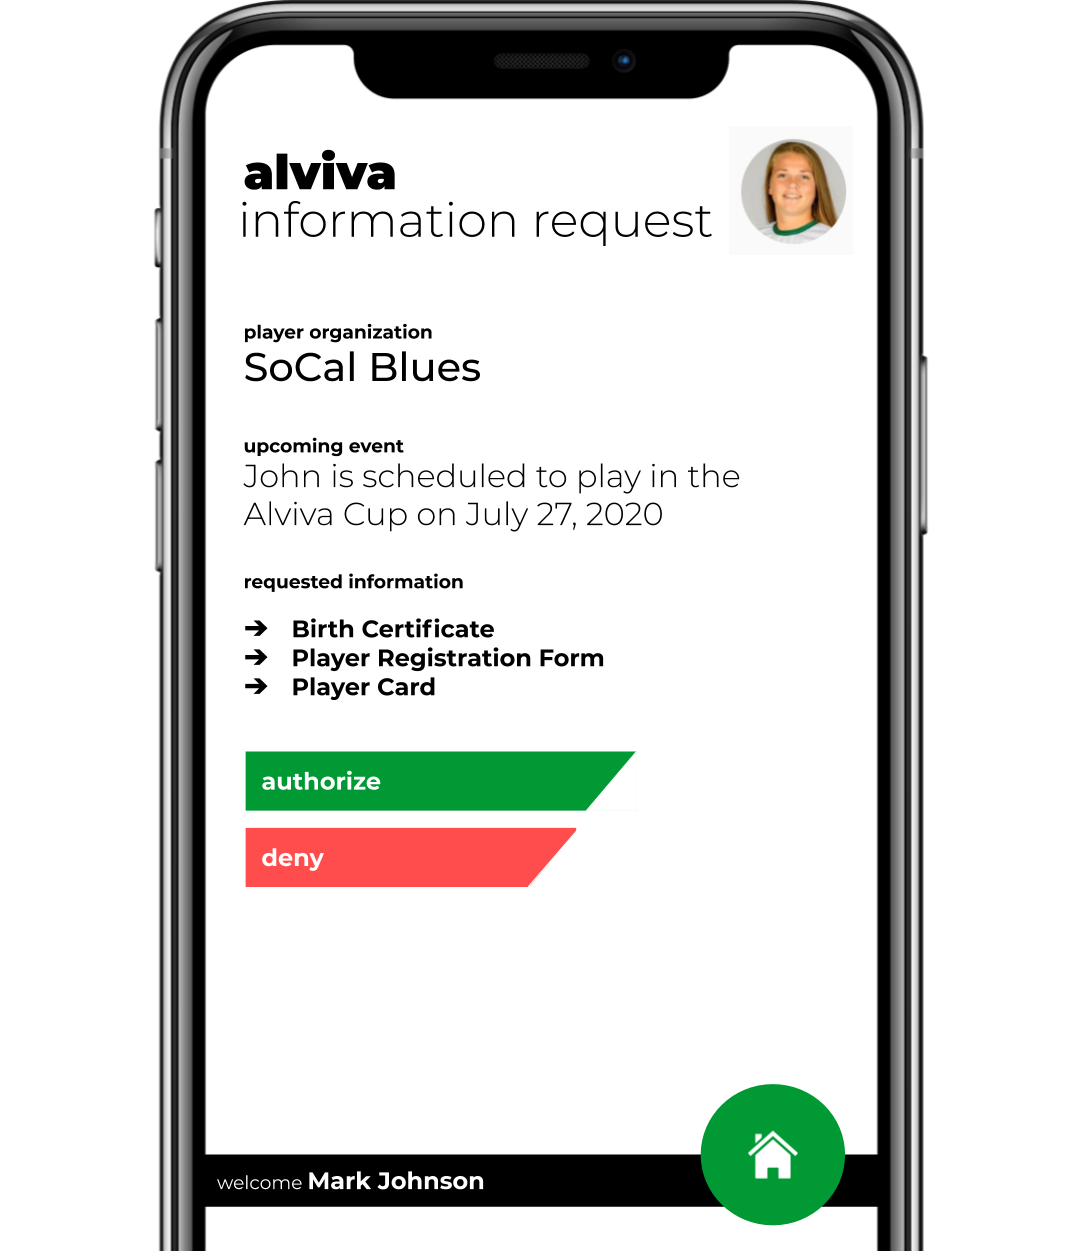 alviva
information request
player organization
SoCal Blues
upcoming event
John is scheduled to play in the
Alviva Cup on July 27, 2020
requested information
➔ Birth Certificate
➔ Player Registration Form
➔ Player Card
authorize
deny
welcome Mark Johnson